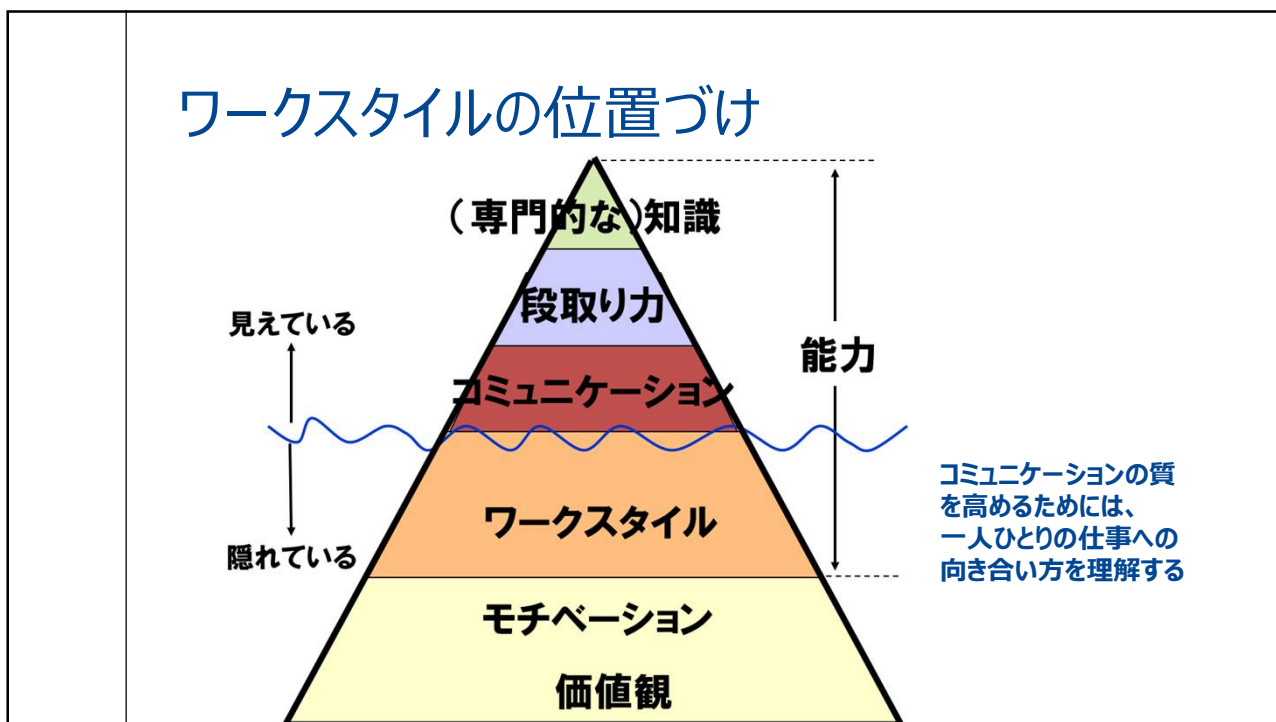 ワークスタイルの位置づけ
（専門的な）知識
段取り力
見えている
能力
コミュニケーション
ワークスタイル
隠れている
コミュニケーションの質
を高めるためには、
一人ひとりの仕事への
向き合い方を理解する
モチベーション
価値観